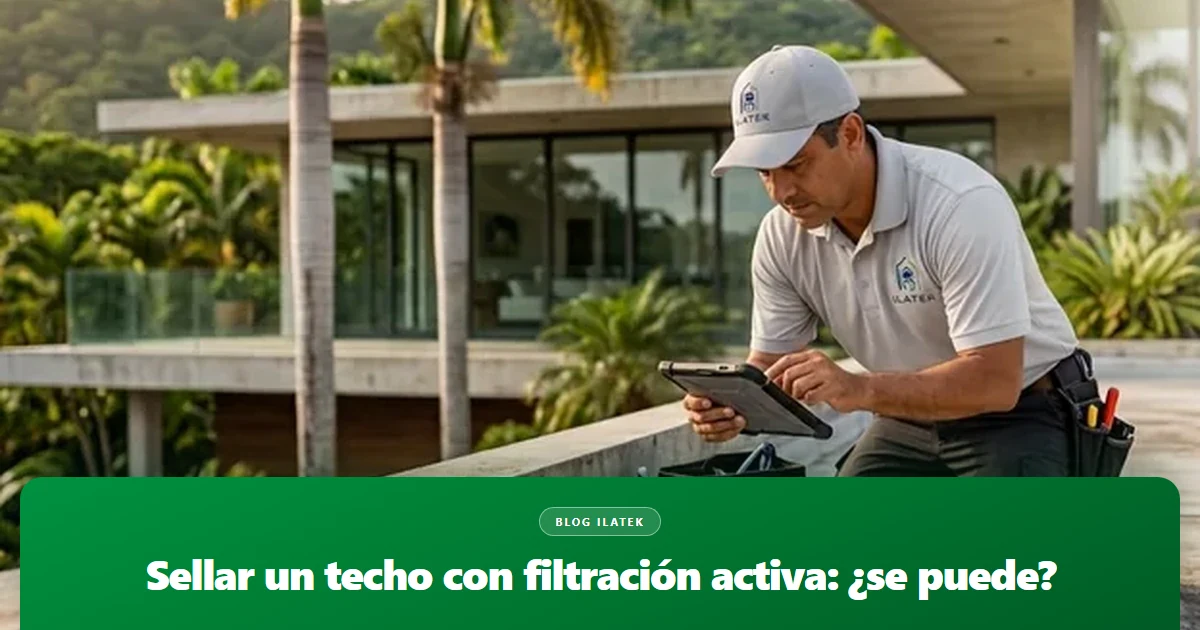 ILATEK
ILATEK
BLOG ILATEK
Sellar un techo con filtración activa: ¿se puede?